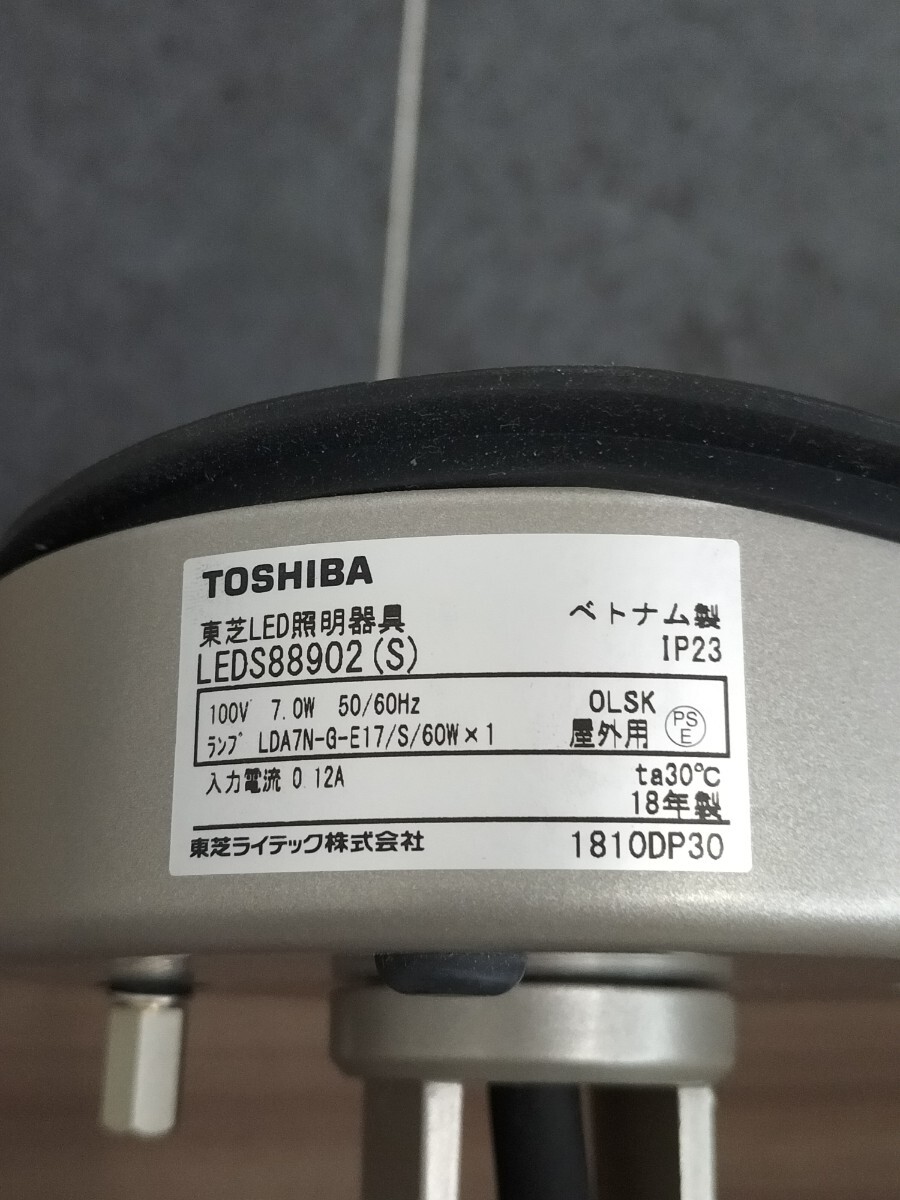 TOSHIBA
東芝LED照明器具 ベトナム製
LEDS88902(S) IP23
100V 7.0W 50/60Hz OLSK
ランプ LDA7N-G-E17/S/60W×1 屋外用 PSE
入力電流 0.12A ta30℃
18年製
東芝ライテック株式会社 1810DP30